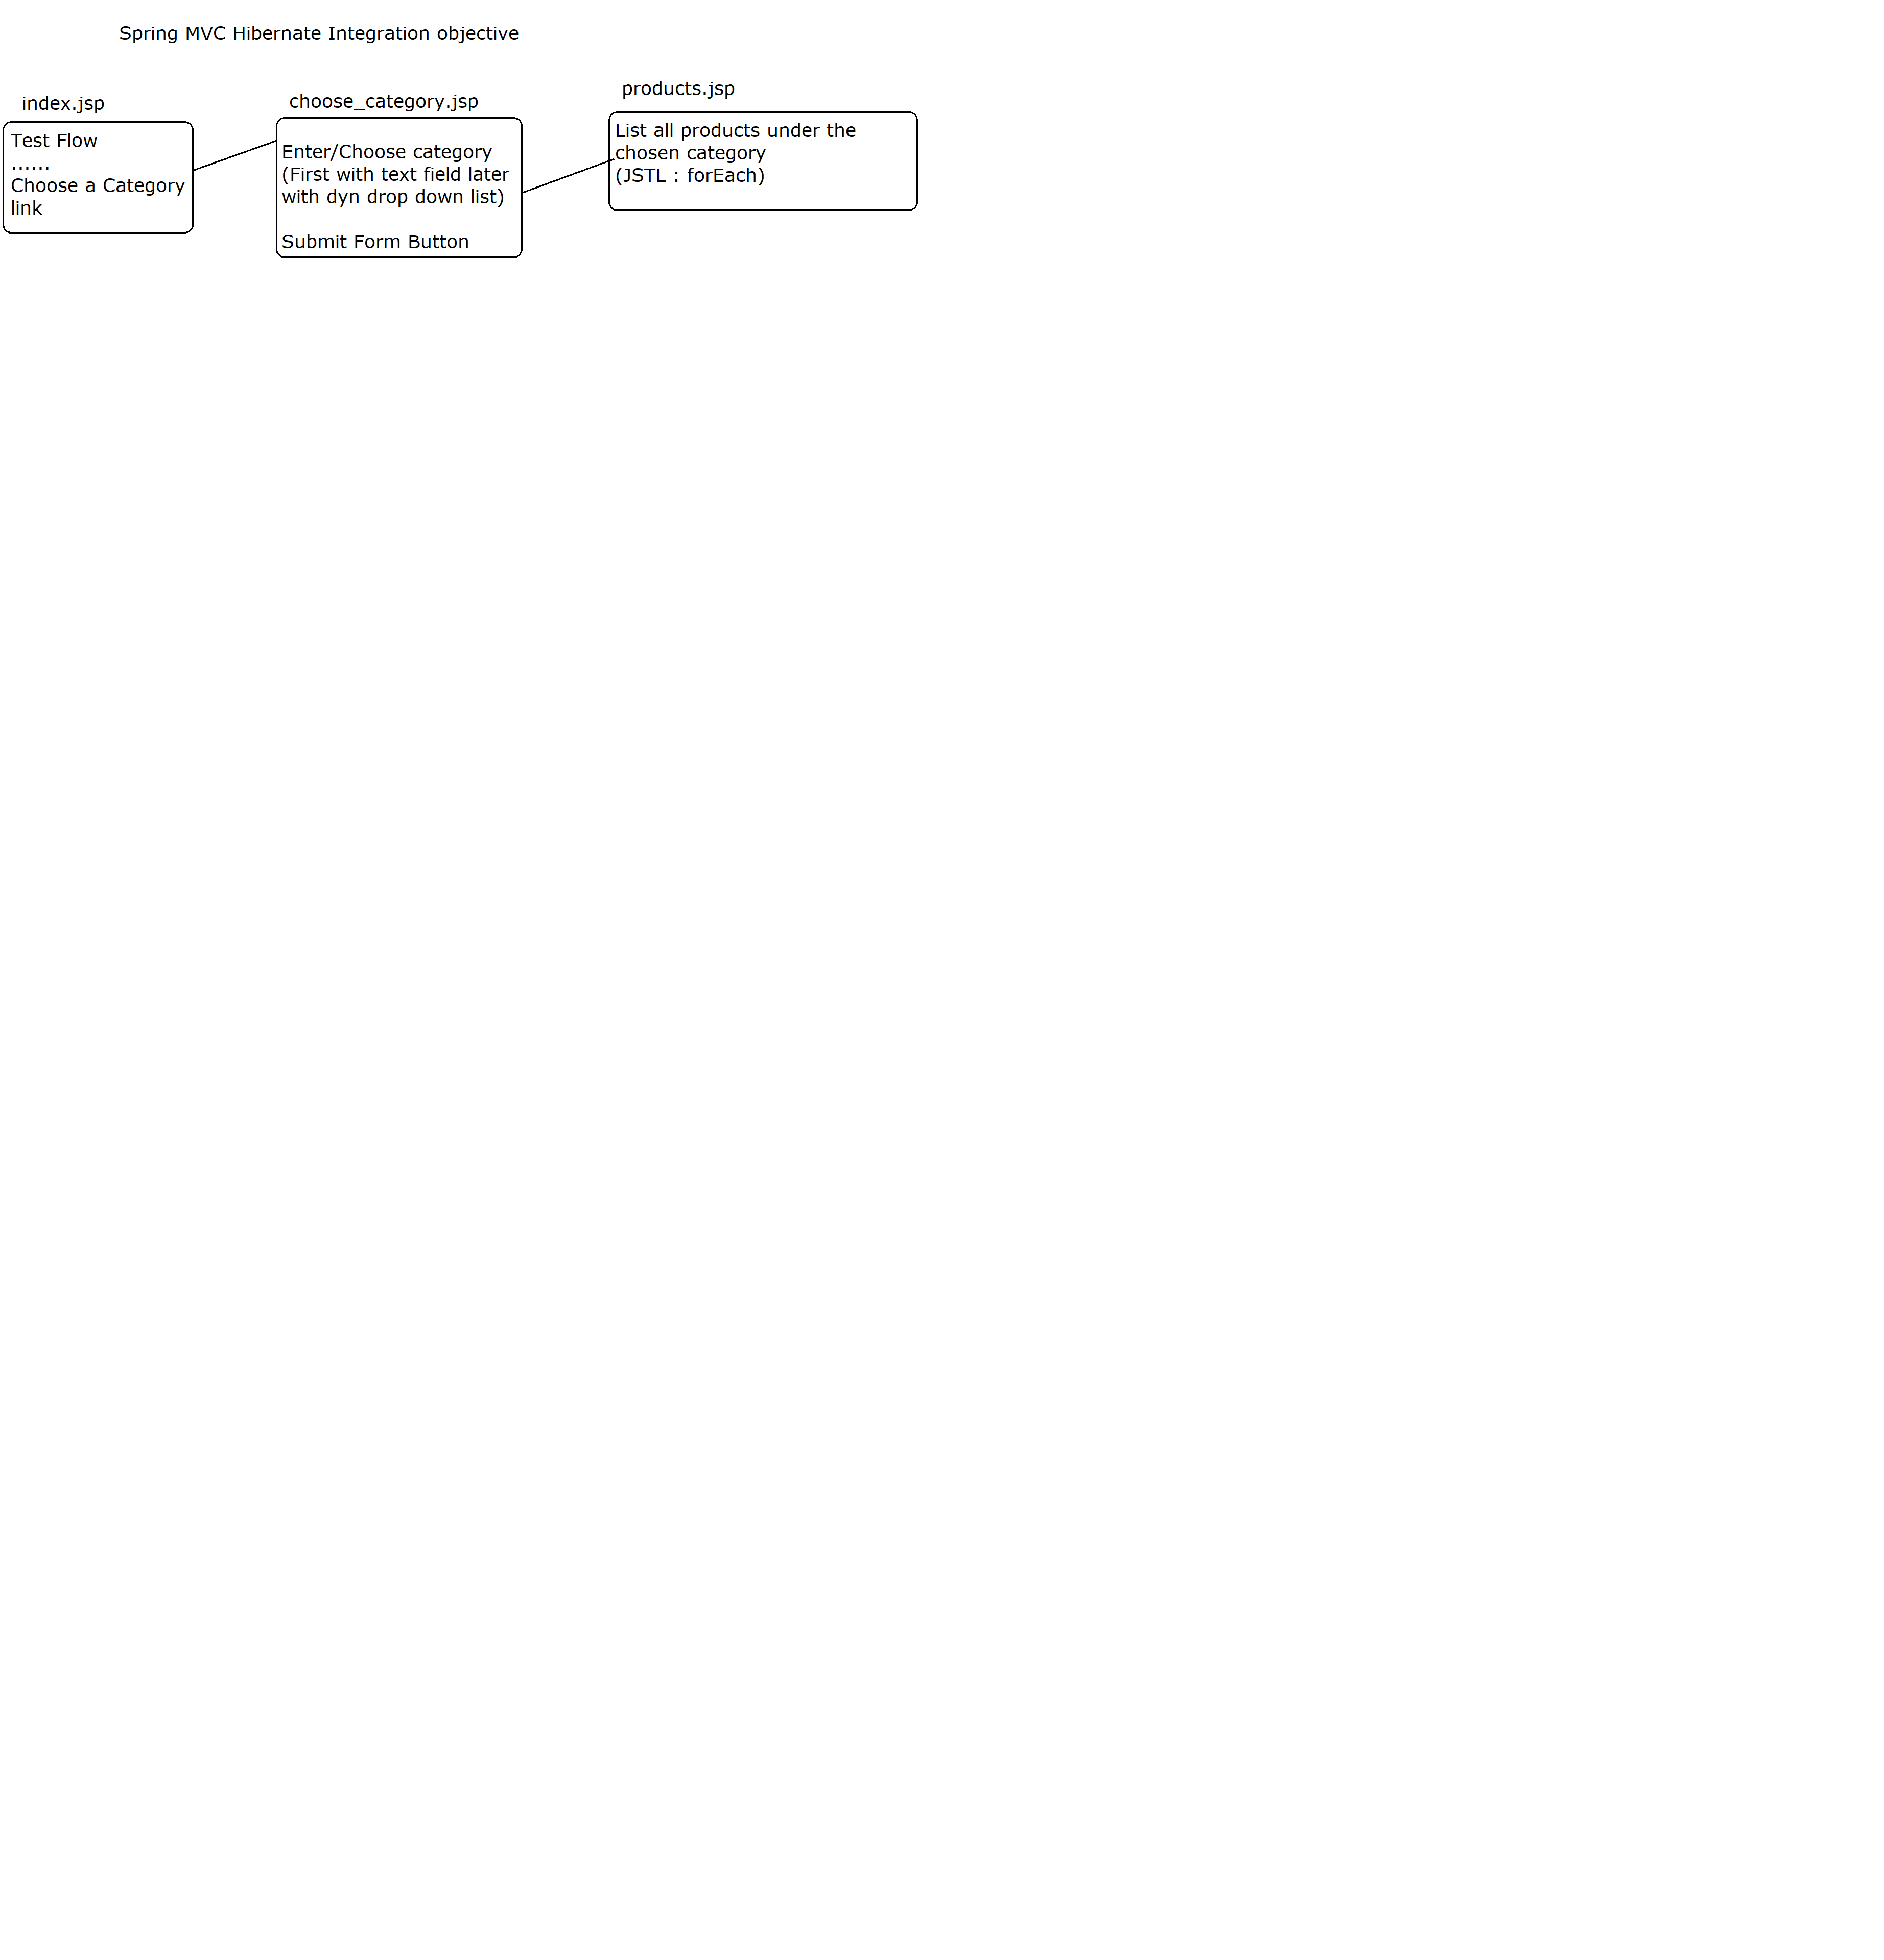 Spring MVC Hibernate Integration objective
index.jsp
Test Flow
......
Choose a Category
link
choose_category.jsp
Enter/Choose category
(First with text field later
with dyn drop down list)
Submit Form Button
products.jsp
List all products under the
chosen category
(JSTL : forEach)